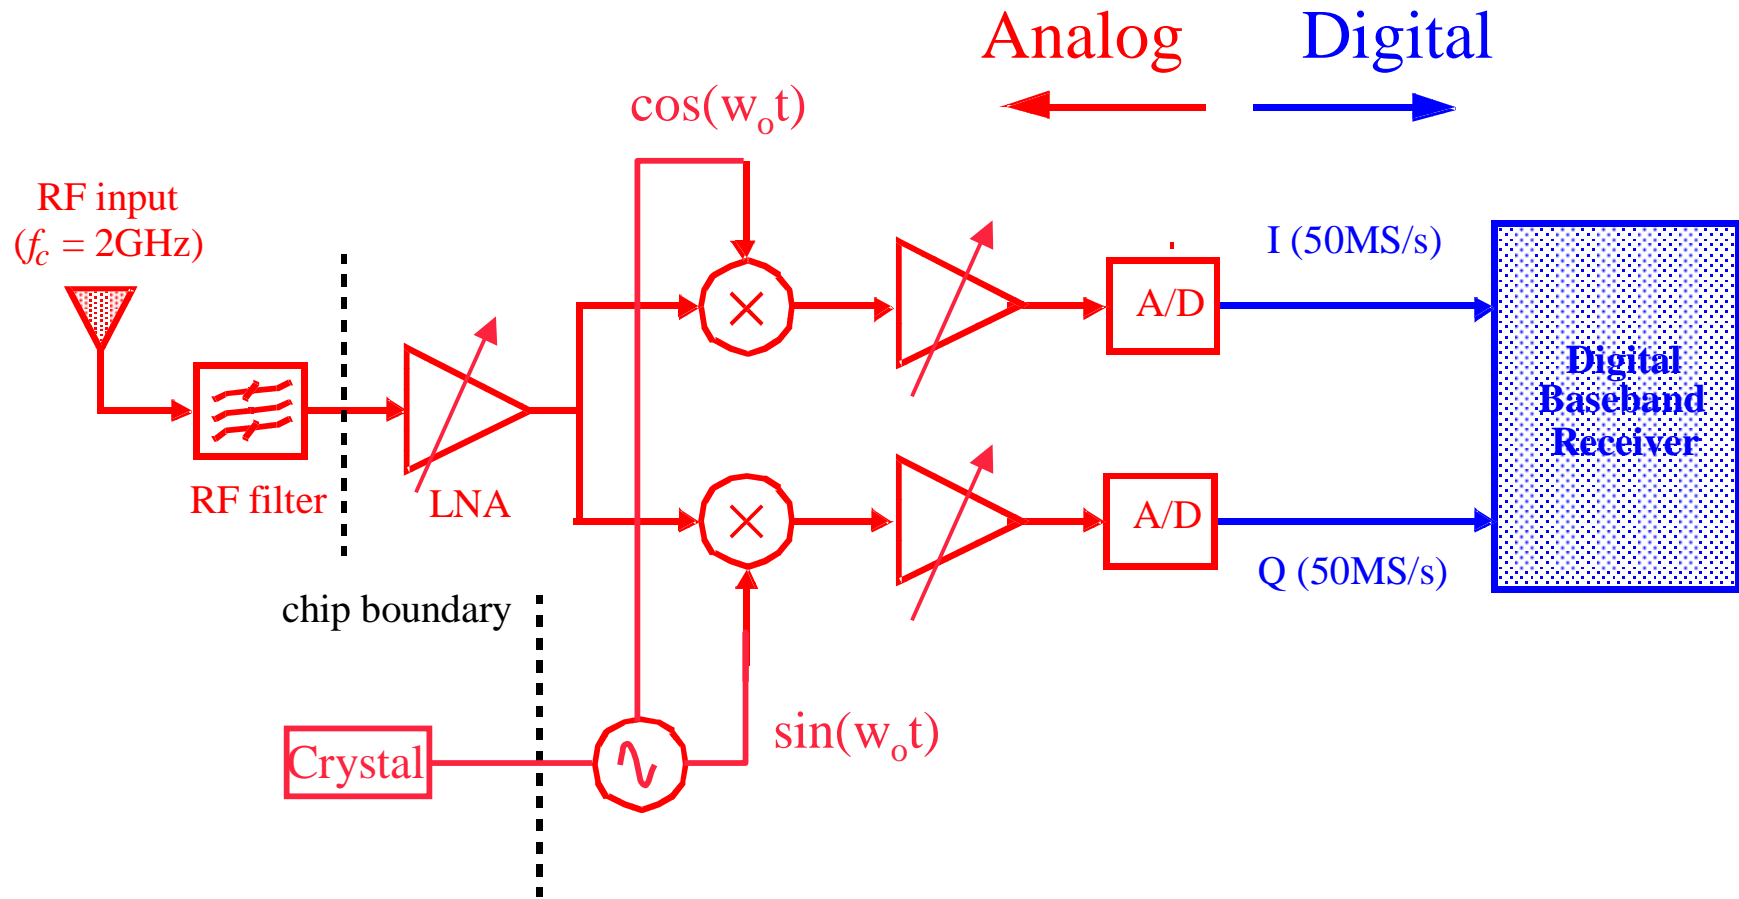 Analog
Digital
cos(wₒt)
RF input
(f_c = 2GHz)
I (50MS/s)
A/D
Digital
Baseband
Receiver
RF filter
LNA
A/D
Q (50MS/s)
chip boundary
sin(wₒt)
Crystal